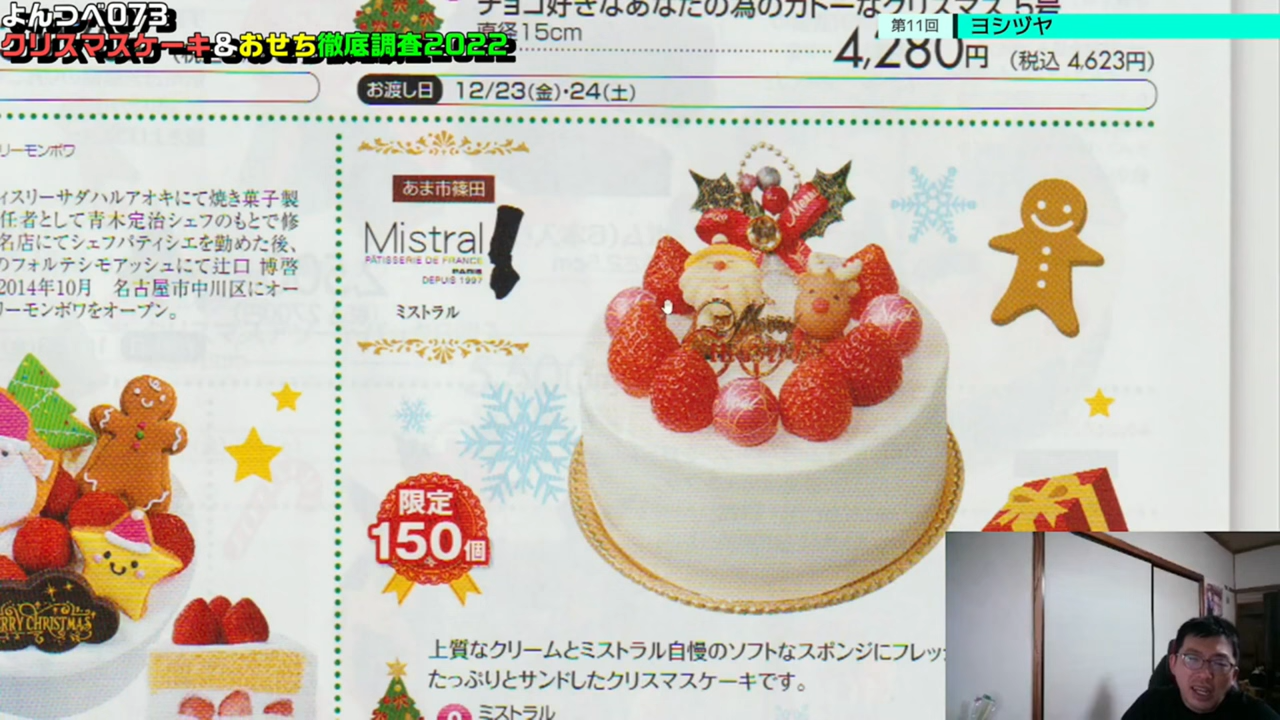 よんつべ073
クリスマスケーキ&おせち徹底調査2022
第11回 ヨシヅヤ
チョコ好きなあなたの為のガトーなクリスマス 5号
直径15cm
4,280円 (税込 4,623円)
お渡し日 12/23(金)・24(土)
リーモンボワ
ィスリーサダハルアオキにて焼き菓子製
任者として青木定治シェフのもとで修
名店にてシェフパティシエを勤めた後、
のフォルテシモアッシュにて辻口 博啓
2014年10月 名古屋市中川区にオー
リーモンボワをオープン。
あま市篠田
Mistral
PÂTISSERIE DE FRANCE
PARIS
DEPUIS 1997
ミストラル
Merry
限定
150個
RRY CHRISTMAS
上質なクリームとミストラル自慢のソフトなスポンジにフレッ
たっぷりとサンドしたクリスマスケーキです。
ミストラル